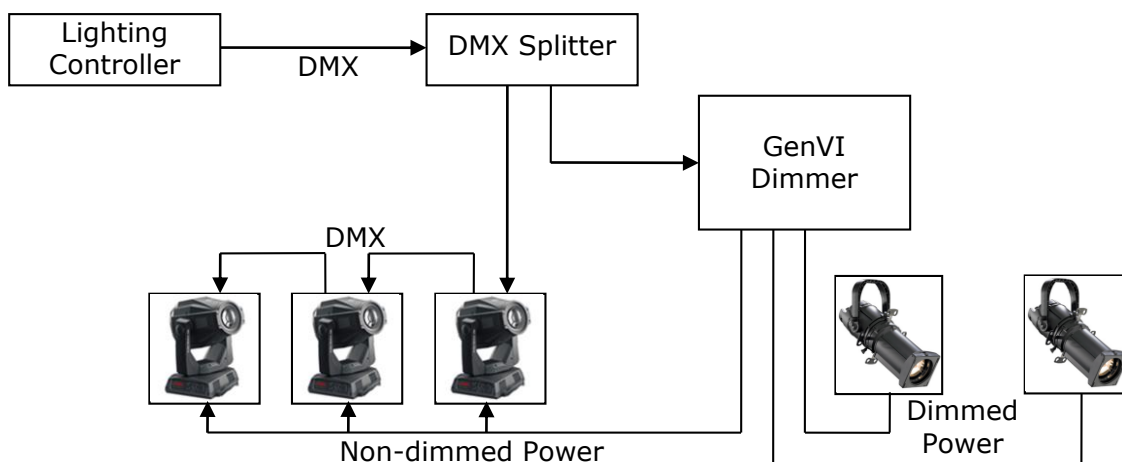 Lighting
Controller
DMX
DMX Splitter
GenVI
Dimmer
DMX
Non-dimmed Power
Dimmed
Power